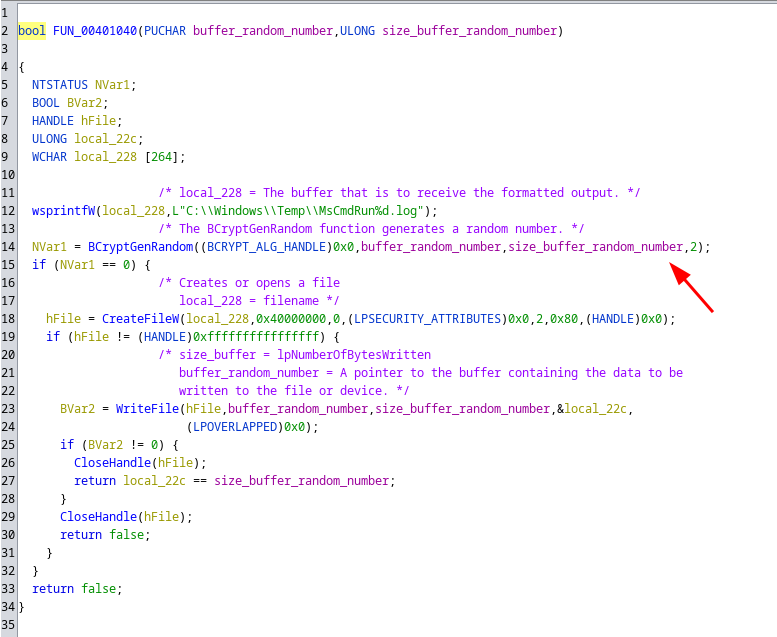 1
2 bool FUN_00401040(PUCHAR buffer_random_number,ULONG size_buffer_random_number)
3
4 {
5   NTSTATUS NVar1;
6   BOOL BVar2;
7   HANDLE hFile;
8   ULONG local_22c;
9   WCHAR local_228 [264];
10
11                     /* local_228 = The buffer that is to receive the formatted output. */
12   wsprintfW(local_228,L"C:\\Windows\\Temp\\MsCmdRun%d.log");
13                     /* The BCryptGenRandom function generates a random number. */
14   NVar1 = BCryptGenRandom((BCRYPT_ALG_HANDLE)0x0,buffer_random_number,size_buffer_random_number,2);
15   if (NVar1 == 0) {
16                     /* Creates or opens a file
17                        local_228 = filename */
18     hFile = CreateFileW(local_228,0x40000000,0,(LPSECURITY_ATTRIBUTES)0x0,2,0x80,(HANDLE)0x0);
19     if (hFile != (HANDLE)0xffffffffffffffff) {
20                     /* size_buffer = lpNumberOfBytesWritten
21                        buffer_random_number = A pointer to the buffer containing the data to be
22                        written to the file or device. */
23       BVar2 = WriteFile(hFile,buffer_random_number,size_buffer_random_number,&local_22c,
24                         (LPOVERLAPPED)0x0);
25       if (BVar2 != 0) {
26         CloseHandle(hFile);
27         return local_22c == size_buffer_random_number;
28       }
29       CloseHandle(hFile);
30       return false;
31     }
32   }
33   return false;
34 }
35